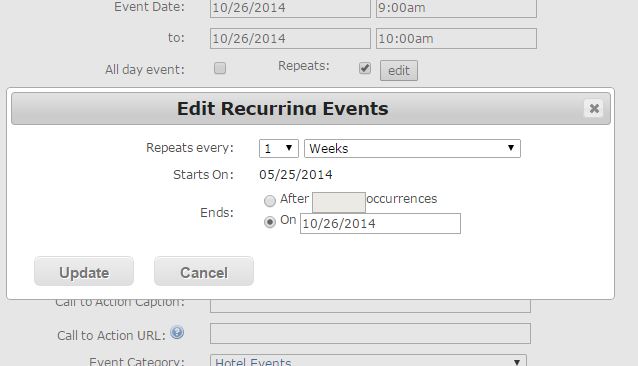 Event Date: 10/26/2014 9:00am
to: 10/26/2014 10:00am
All day event: Repeats: edit
Edit Recurring Events
Repeats every: 1 Weeks
Starts On: 05/25/2014
Ends: After occurrences
On 10/26/2014
Update Cancel
Call to Action Caption:
Call to Action URL: ?
Event Category: Hotel Events